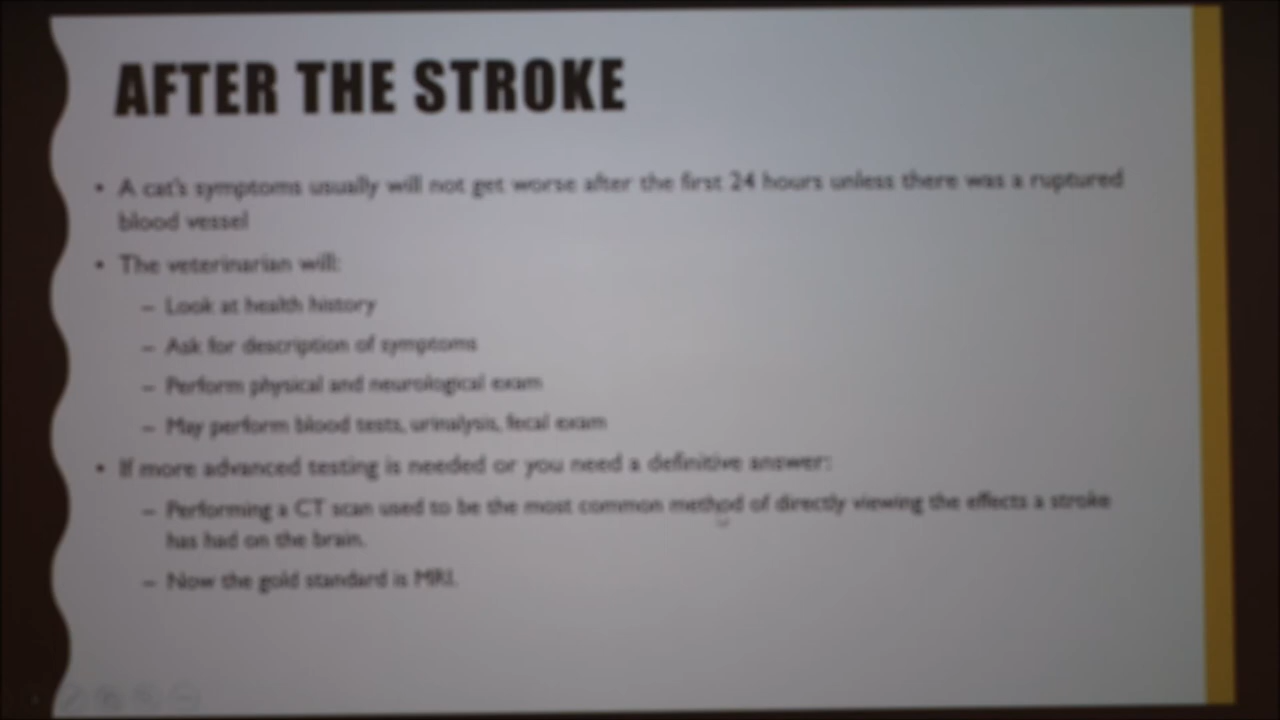 AFTER THE STROKE
• A cat's symptoms usually will not get worse after the first 24 hours unless there was a ruptured
blood vessel
• The veterinarian will:
– Look at health history
– Ask for description of symptoms
– Perform physical and neurological exam
– May perform blood tests, urinalysis, fecal exam
• If more advanced testing is needed or you need a definitive answer:
– Performing a CT scan used to be the most common method of directly viewing the effects a stroke
has had on the brain.
– Now the gold standard is MRI.